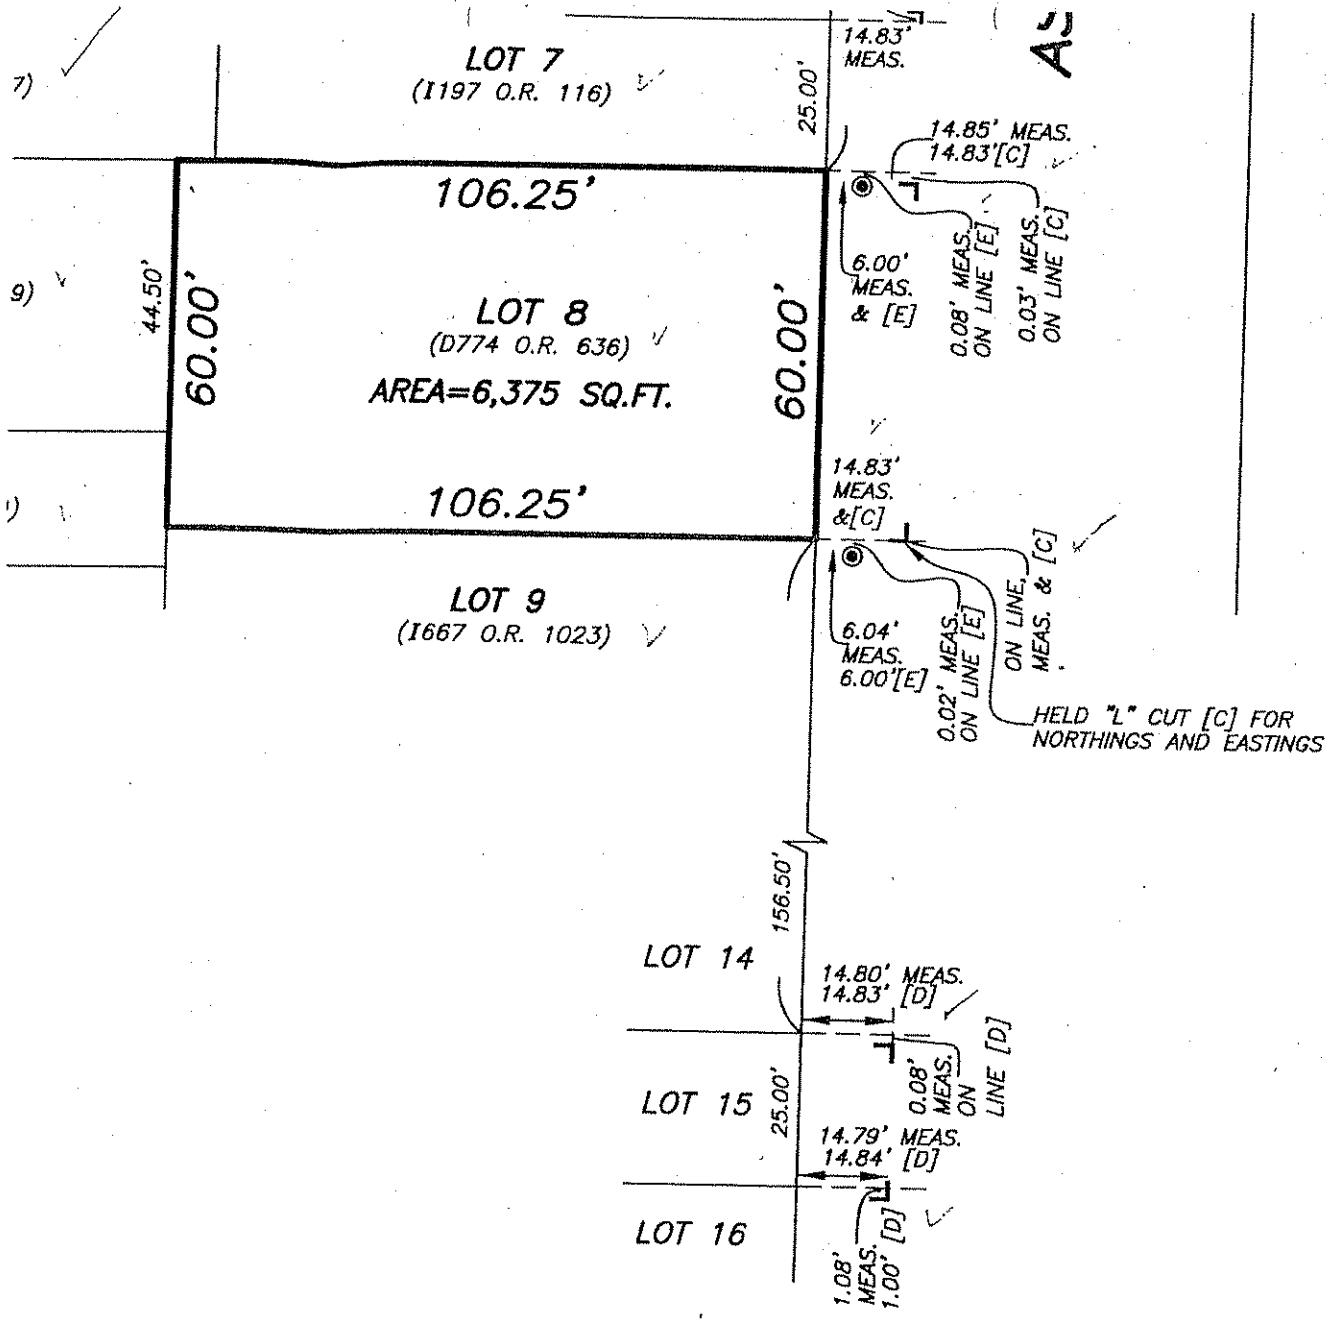 14.83'
MEAS.
LOT 7
(I197 O.R. 116)
7)
25.00'
14.85' MEAS.
14.83'[C]
106.25'
44.50'
60.00'
9)
LOT 8
(D774 O.R. 636)
AREA=6,375 SQ.FT.
60.00'
6.00'
MEAS.
& [E]
0.08' MEAS.
ON LINE [E]
0.03' MEAS.
ON LINE [C]
106.25'
14.83'
MEAS.
&[C]
LOT 9
(I667 O.R. 1023)
6.04'
MEAS.
6.00'[E]
0.02' MEAS.
ON LINE [E]
ON LINE,
MEAS. & [C]
HELD "L" CUT [C] FOR
NORTHINGS AND EASTINGS
156.50'
LOT 14
14.80' MEAS.
14.83' [D]
0.08'
MEAS.
ON
LINE [D]
LOT 15
25.00'
14.79' MEAS.
14.84' [D]
LOT 16
1.08'
MEAS.
1.00' [D]